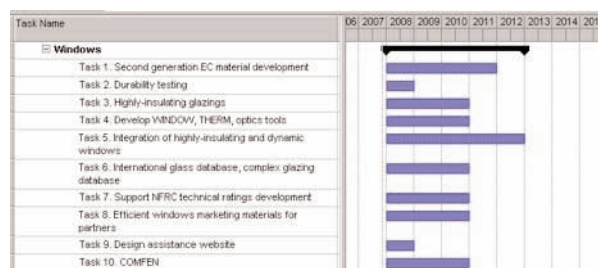 Task Name
06 2007 2008 2009 2010 2011 2012 2013 2014 201
Windows
Task 1. Second generation EC material development
Task 2. Durability testing
Task 3. Highly-insulating glazings
Task 4. Develop WINDOW, THERM, optics tools
Task 5. Integration of highly-insulating and dynamic
windows
Task 6. International glass database, complex glazing
database
Task 7. Support NFRC technical ratings development
Task 8. Efficient windows marketing materials for
partners
Task 9. Design assistance website
Task 10. COMFEN